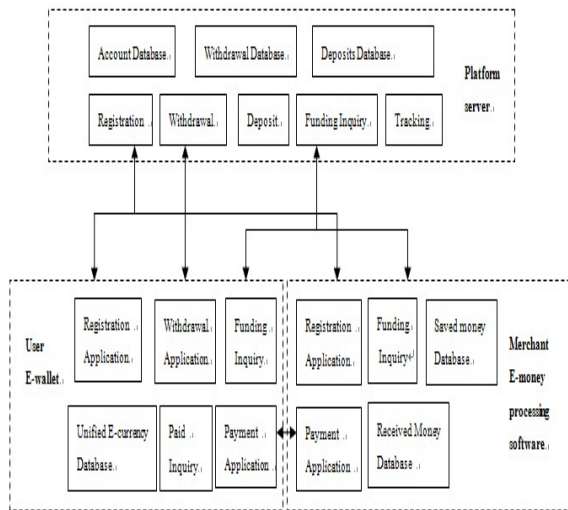 Account Database.
Withdrawal Database.
Deposits Database.
Platform
server.
Registration
Withdrawal.
Deposit.
Funding Inquiry.
Tracking.
User
E-wallet.
Registration
Application.
Withdrawal
Application.
Funding
Inquiry.
Unified E-currency
Database.
Paid
Inquiry.
Payment
Application.
Registration
Application.
Funding
Inquiry
Saved money
Database.
Merchant
E-money
processing
software.
Payment
Application.
Received Money
Database.